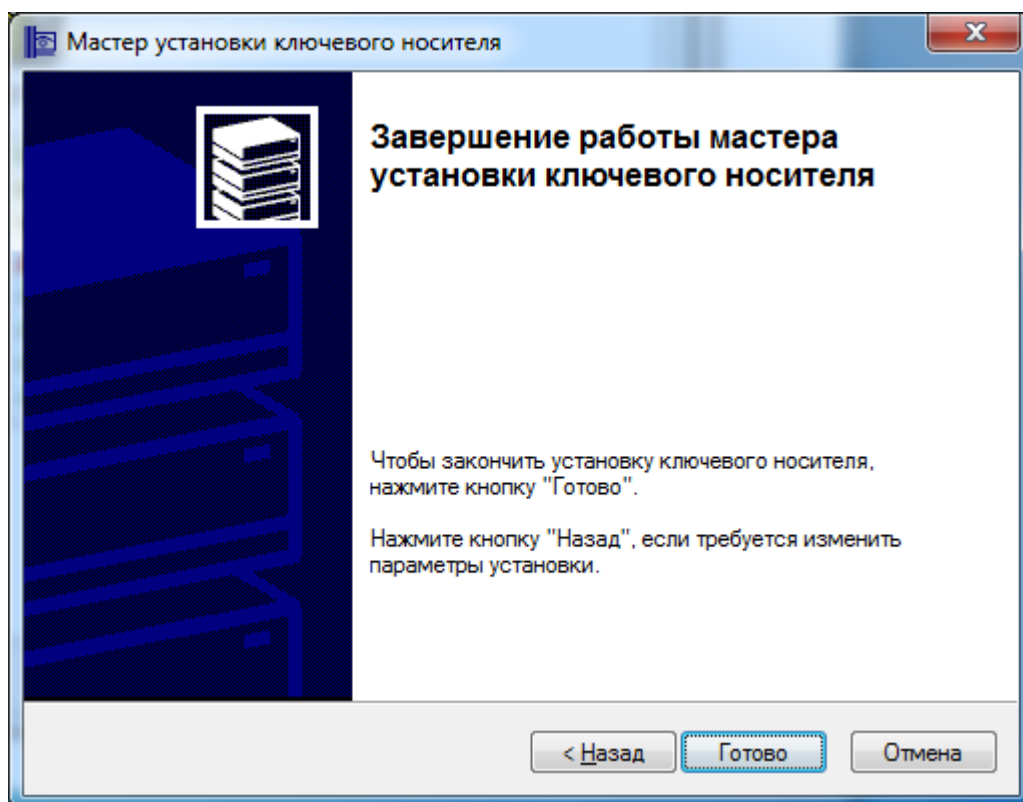 Мастер установки ключевого носителя
Завершение работы мастера
установки ключевого носителя
Чтобы закончить установку ключевого носителя,
нажмите кнопку "Готово".
Нажмите кнопку "Назад", если требуется изменить
параметры установки.
< Назад Готово Отмена